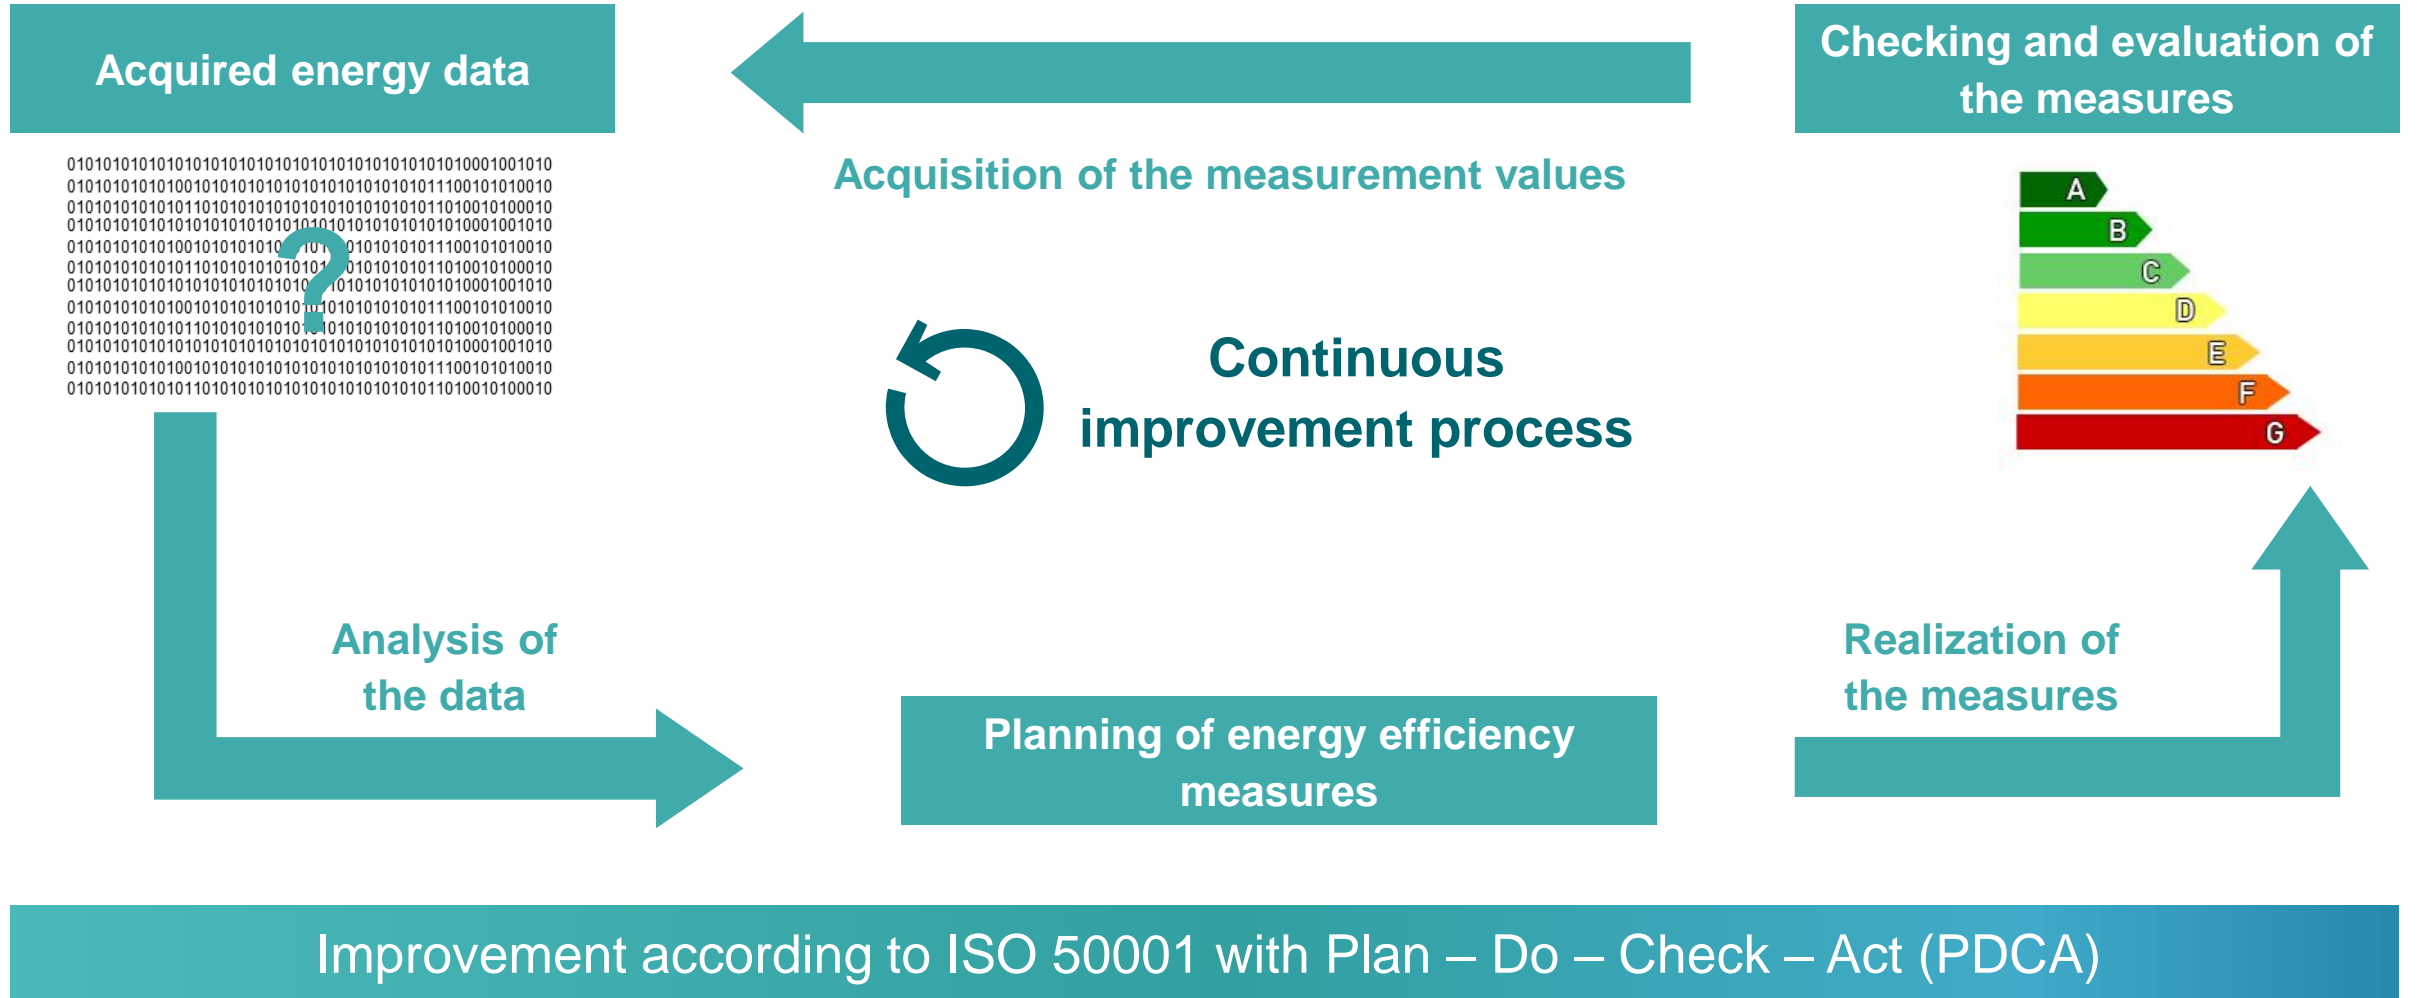 Acquired energy data
Acquisition of the measurement values
Checking and evaluation of
the measures
?
A
B
C
D
E
F
G
Continuous
improvement process
Analysis of
the data
Planning of energy efficiency
measures
Realization of
the measures
Improvement according to ISO 50001 with Plan – Do – Check – Act (PDCA)